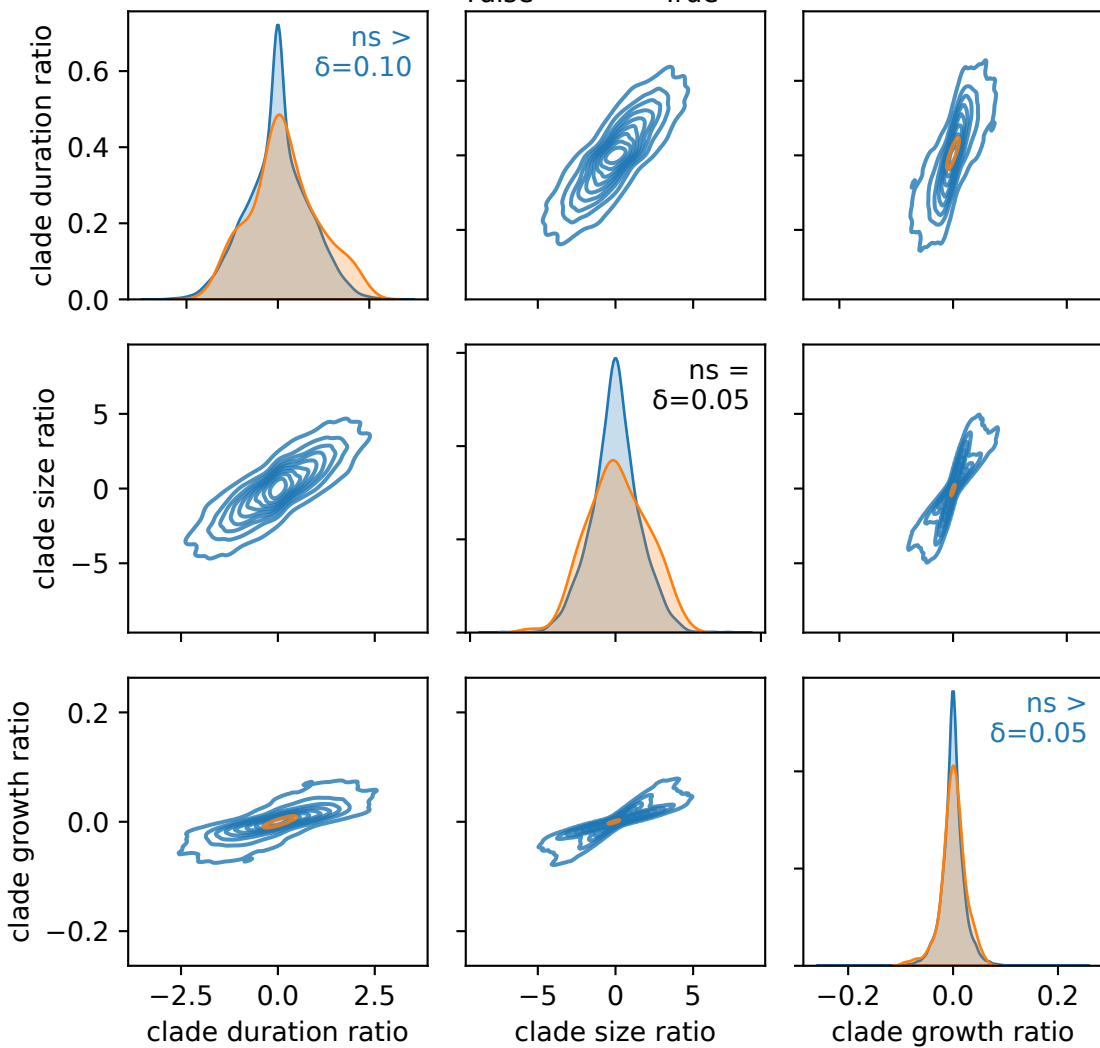 clade duration ratio
0.6
0.4
0.2
0.0
ns >
δ=0.10
clade size ratio
5
0
−5
ns =
δ=0.05
clade growth ratio
0.2
0.0
−0.2
ns >
δ=0.05
−2.5 0.0 2.5
−5 0 5
−0.2 0.0 0.2
clade duration ratio
clade size ratio
clade growth ratio